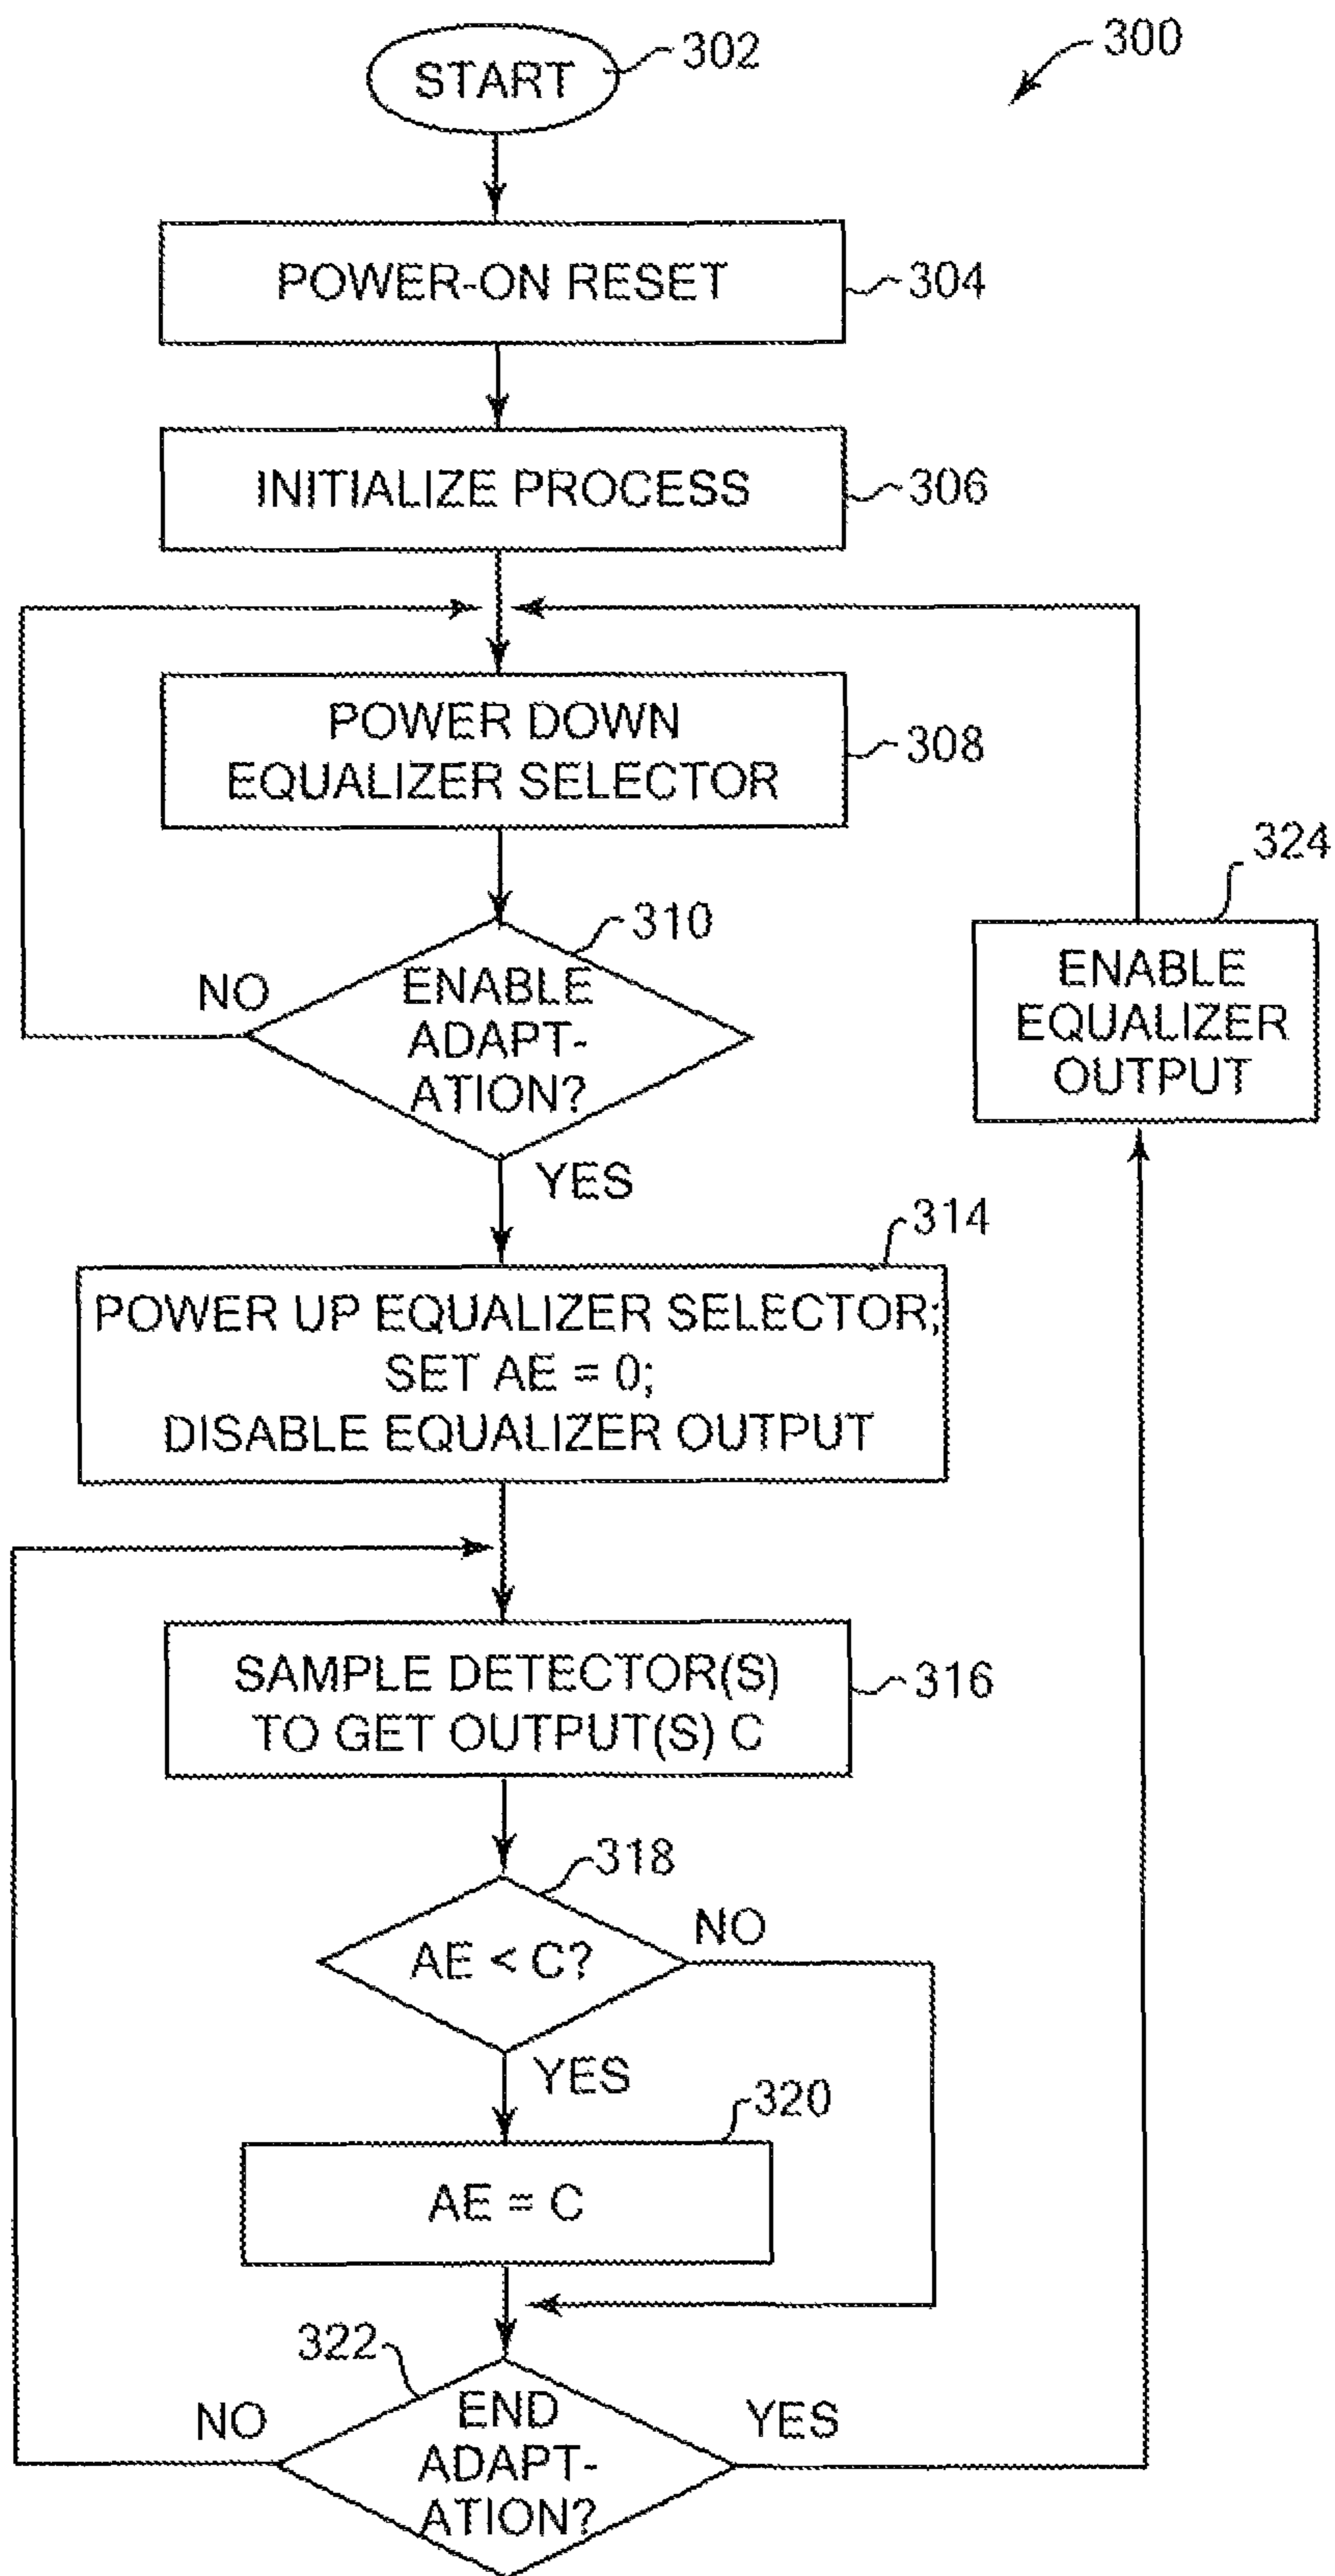 300
START
302
POWER-ON RESET
304
INITIALIZE PROCESS
306
POWER DOWN
EQUALIZER SELECTOR
308
310
NO
ENABLE
ADAPT-
ATION?
YES
324
ENABLE
EQUALIZER
OUTPUT
314
POWER UP EQUALIZER SELECTOR;
SET AE = 0;
DISABLE EQUALIZER OUTPUT
SAMPLE DETECTOR(S)
TO GET OUTPUT(S) C
316
318
AE < C?
NO
YES
320
AE = C
322
NO
END
ADAPT-
ATION?
YES